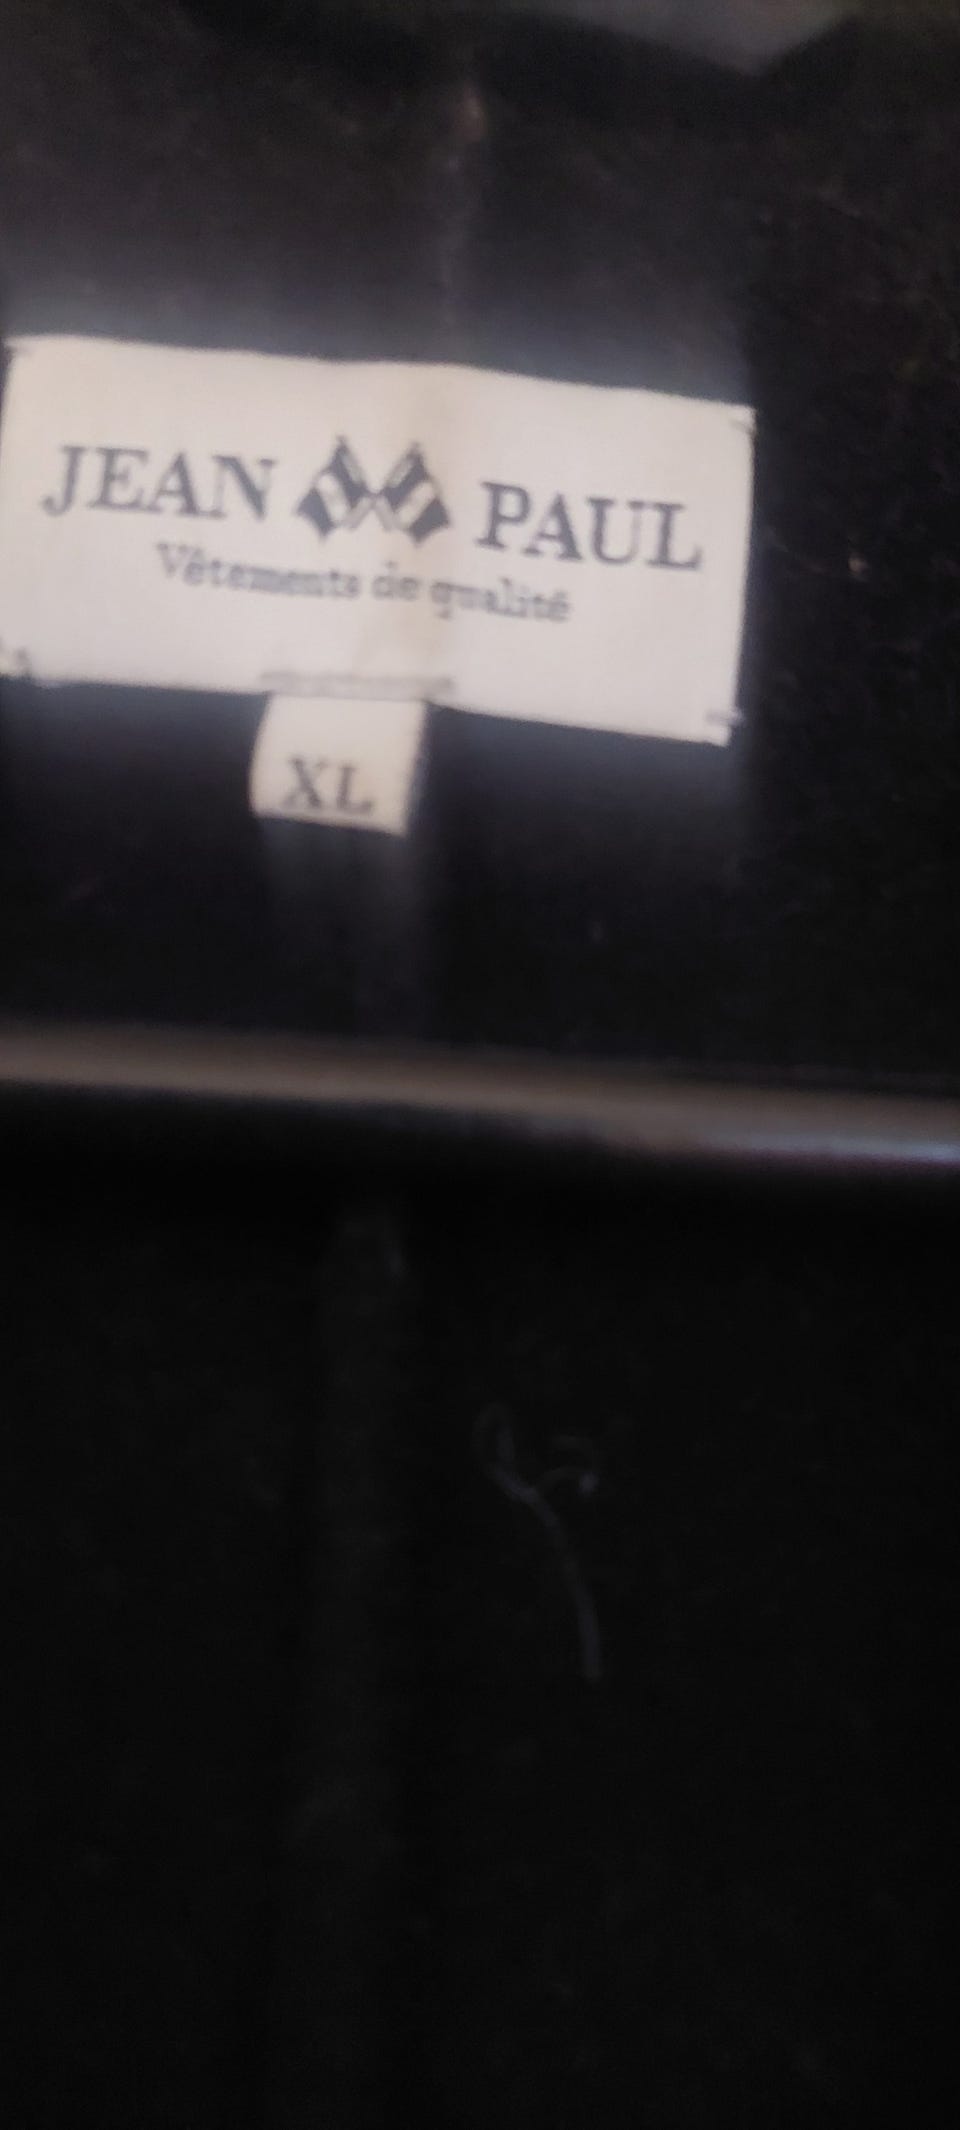 JEAN PAUL
Vêtements de qualité
XL